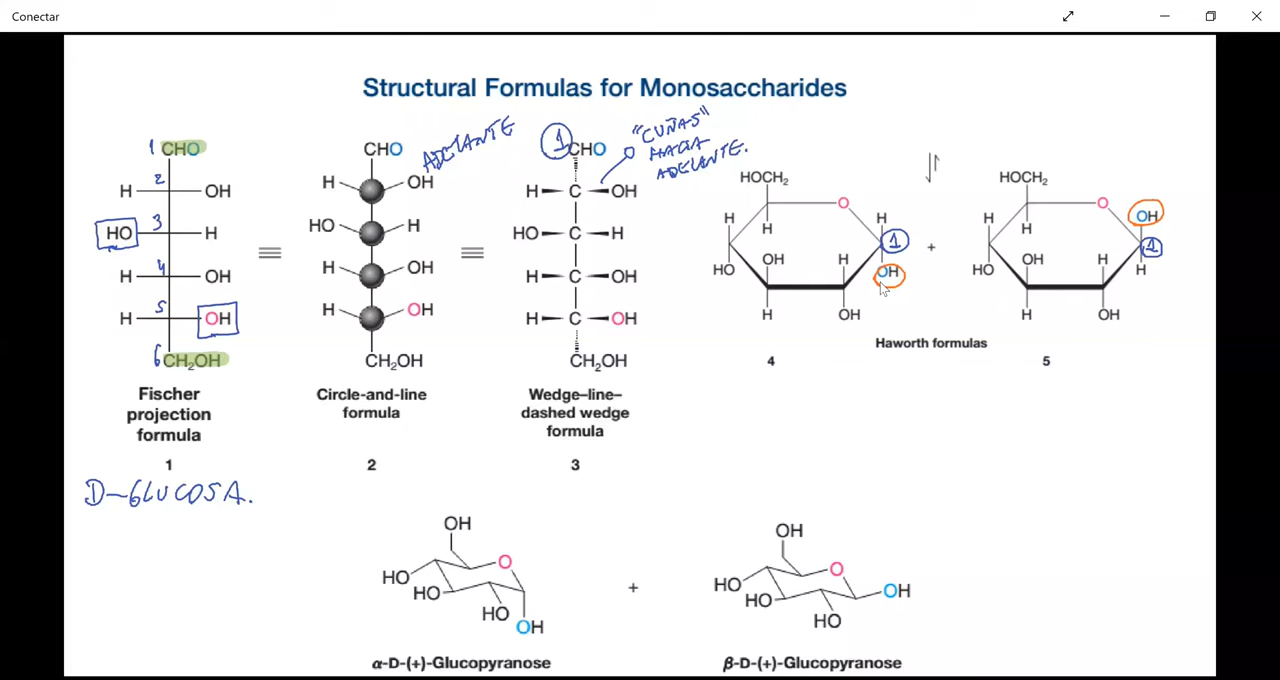 Conectar
Structural Formulas for Monosaccharides
1 CHO
2
H OH
3
HO H
4
H OH
5
H OH
6 CH₂OH
Fischer
projection
formula
1
D-GLUCOSA.
CHO
ADELANTE
H OH
HO H
H OH
H OH
CH₂OH
Circle-and-line
formula
2
1 CHO
"CUÑAS"
HACIA
ADELANTE.
H C OH
HO C H
H C OH
H C OH
CH₂OH
Wedge–line–
dashed wedge
formula
3
HOCH₂
O
H H
H 1
OH H
HO OH
H OH
4
+
HOCH₂
O
OH
H
H 1
OH H
HO H
H OH
5
Haworth formulas
OH
O
HO
HO
HO
OH
α-D-(+)-Glucopyranose
+
OH
O
HO OH
HO
HO
β-D-(+)-Glucopyranose